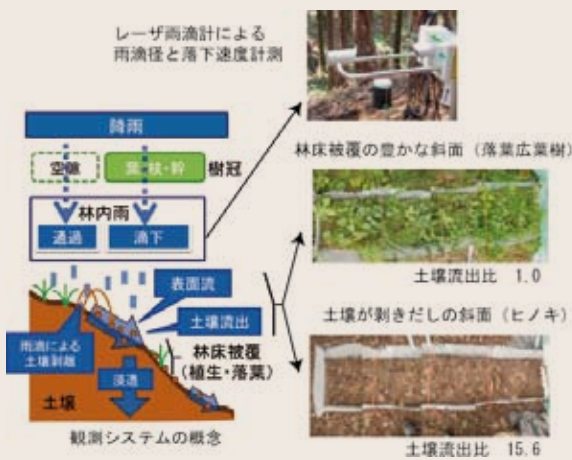 レーザ雨滴計による
雨滴径と落下速度計測
降雨
空隙
葉・枝・幹
樹冠
林内雨
通過
滴下
表面流
土壌流出
雨滴による
土壌剥離
林床被覆
(植生・落葉)
浸透
土壌
観測システムの概念
林床被覆の豊かな斜面(落葉広葉樹)
土壌流出比 1.0
土壌が剥きだしの斜面(ヒノキ)
土壌流出比 15.6